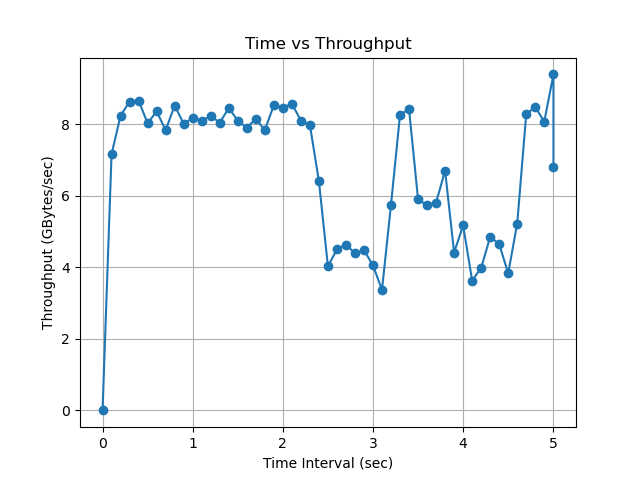 Time vs Throughput
Throughput (GBytes/sec)
8
6
4
2
0
0 1 2 3 4 5
Time Interval (sec)